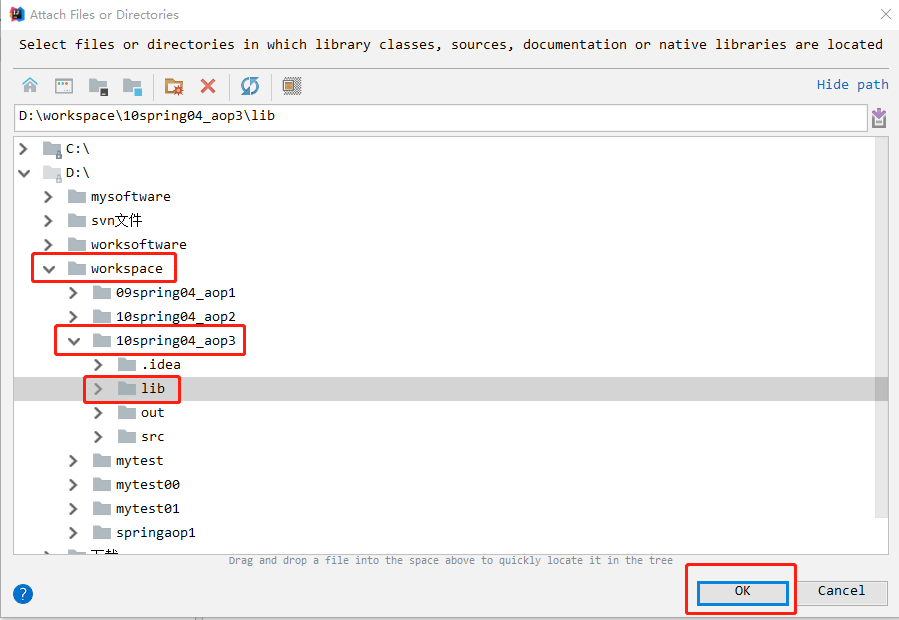 Attach Files or Directories
Select files or directories in which library classes, sources, documentation or native libraries are located
Hide path
D:\workspace\10spring04_aop3\lib
C:\
D:\
mysoftware
svn文件
worksoftware
workspace
09spring04_aop1
10spring04_aop2
10spring04_aop3
.idea
lib
out
src
mytest
mytest00
mytest01
springaop1
下载
Drag and drop a file into the space above to quickly locate it in the tree
?
OK
Cancel